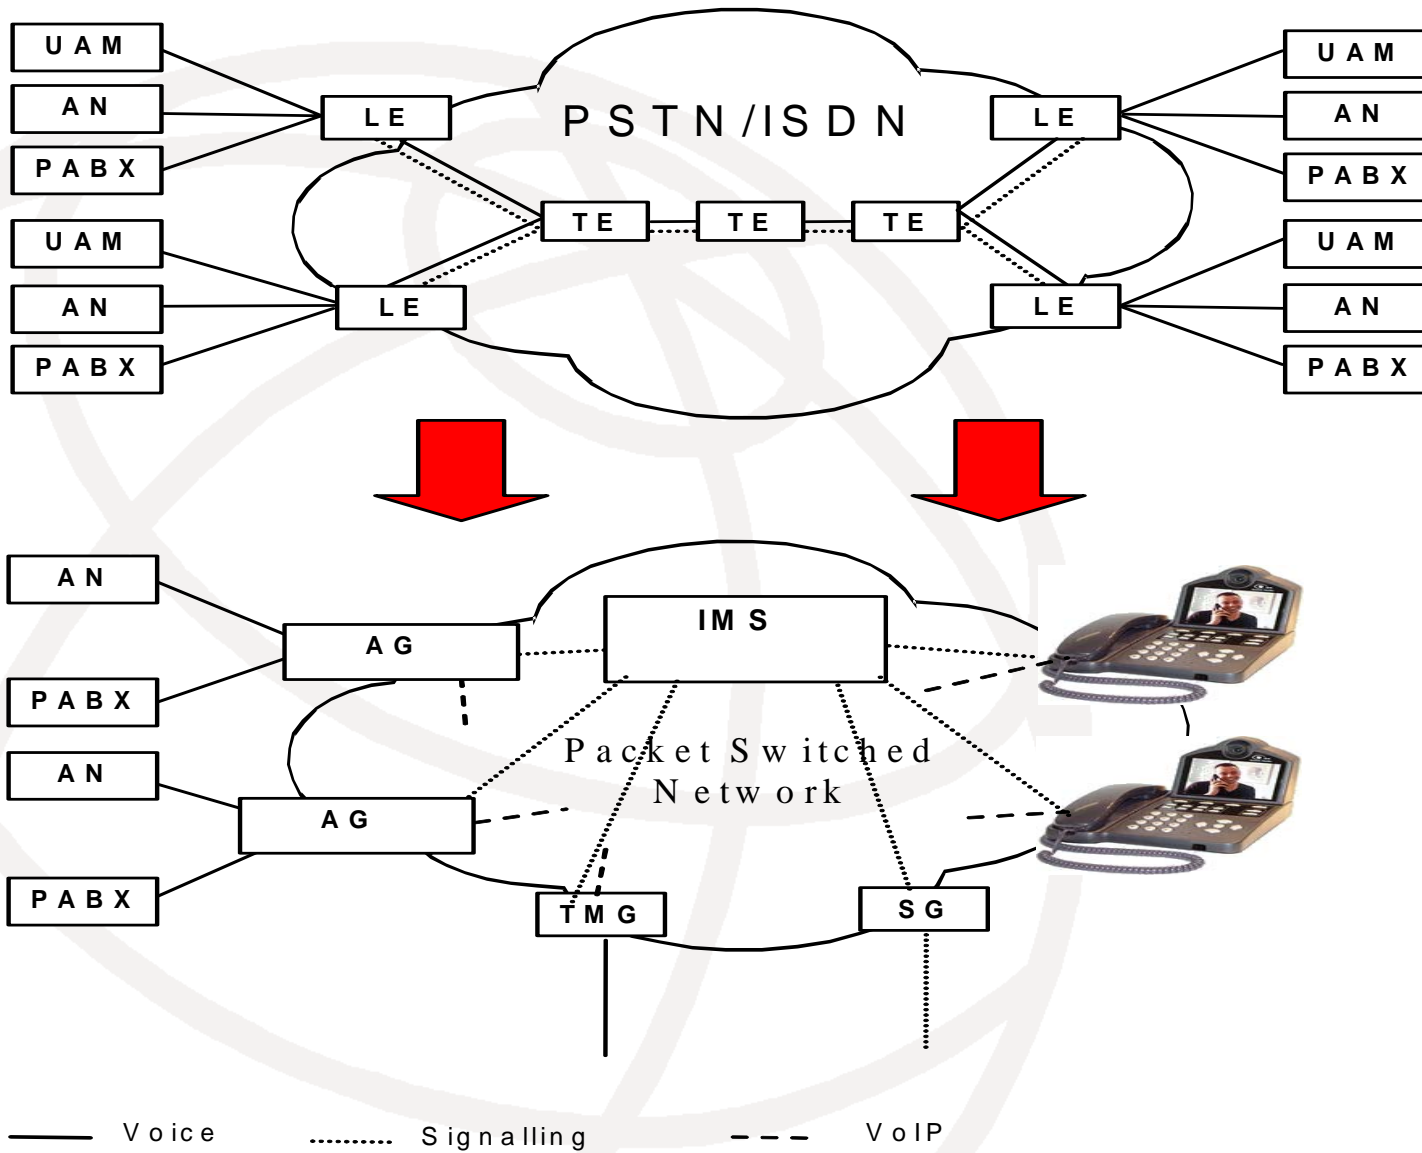 UAM
UAM
AN
LE
PSTN/ISDN
LE
AN
PABX
PABX
TE
TE
TE
UAM
UAM
AN
LE
LE
AN
PABX
PABX
AN
IMS
AG
PABX
Packet Switched
Network
AN
AG
PABX
TMG
SG
Voice
Signalling
VoIP